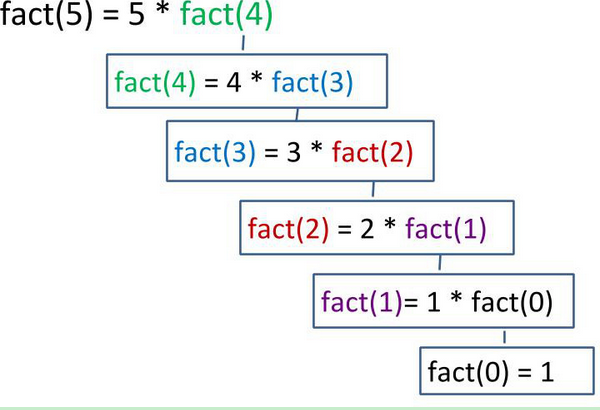 fact(5) = 5 * fact(4)
fact(4) = 4 * fact(3)
fact(3) = 3 * fact(2)
fact(2) = 2 * fact(1)
fact(1)= 1 * fact(0)
fact(0) = 1